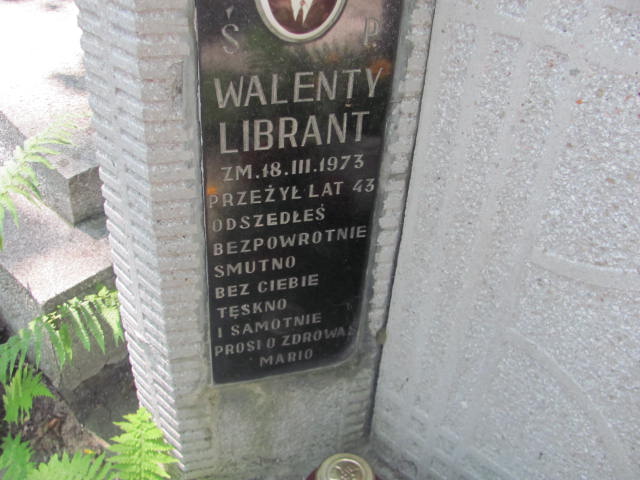 Ś P.
WALENTY
LIBRANT
ZM.18.III.1973
PRZEŻYŁ LAT 43
ODSZEDŁEŚ
BEZPOWROTNIE
SMUTNO
BEZ CIEBIE
TĘSKNO
I SAMOTNIE
PROSI O ZDROWAŚ
MARIO